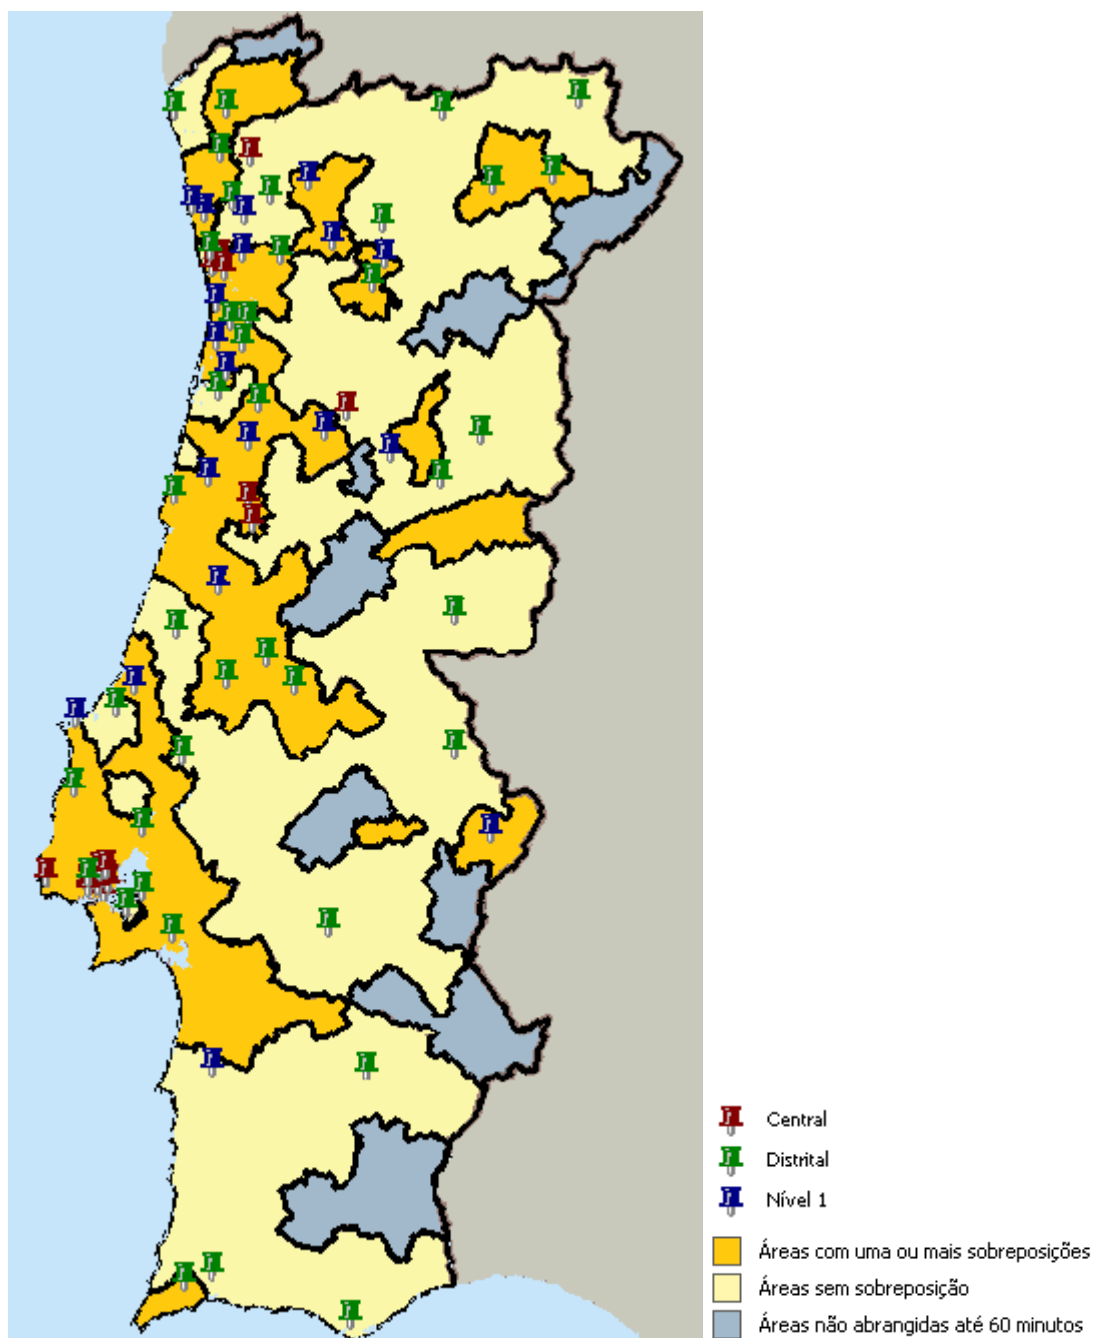 Central
Distrital
Nível 1
Áreas com uma ou mais sobreposições
Áreas sem sobreposição
Áreas não abrangidas até 60 minutos